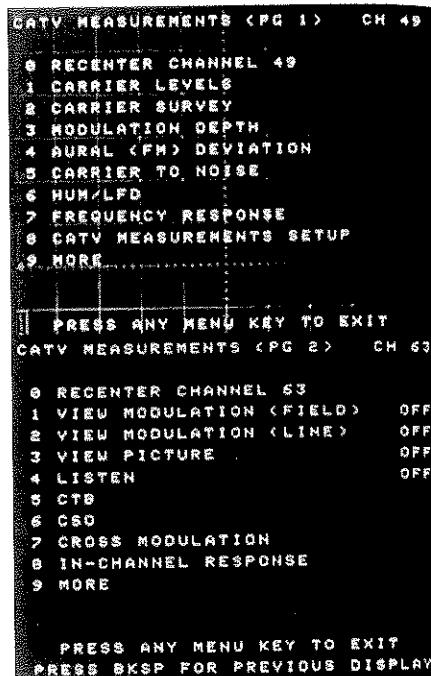 CATV MEASUREMENTS (PG 1) CH 49
0 RECENTER CHANNEL 49
1 CARRIER LEVELS
2 CARRIER SURVEY
3 MODULATION DEPTH
4 AURAL (FM) DEVIATION
5 CARRIER TO NOISE
6 HUM/LFD
7 FREQUENCY RESPONSE
8 CATV MEASUREMENTS SETUP
9 MORE
PRESS ANY MENU KEY TO EXIT
CATV MEASUREMENTS (PG 2) CH 63
0 RECENTER CHANNEL 63
1 VIEW MODULATION (FIELD) OFF
2 VIEW MODULATION (LINE) OFF
3 VIEW PICTURE OFF
4 LISTEN OFF
5 CTB
6 CSO
7 CROSS MODULATION
8 IN-CHANNEL RESPONSE
9 MORE
PRESS ANY MENU KEY TO EXIT
PRESS BKSP FOR PREVIOUS DISPLAY